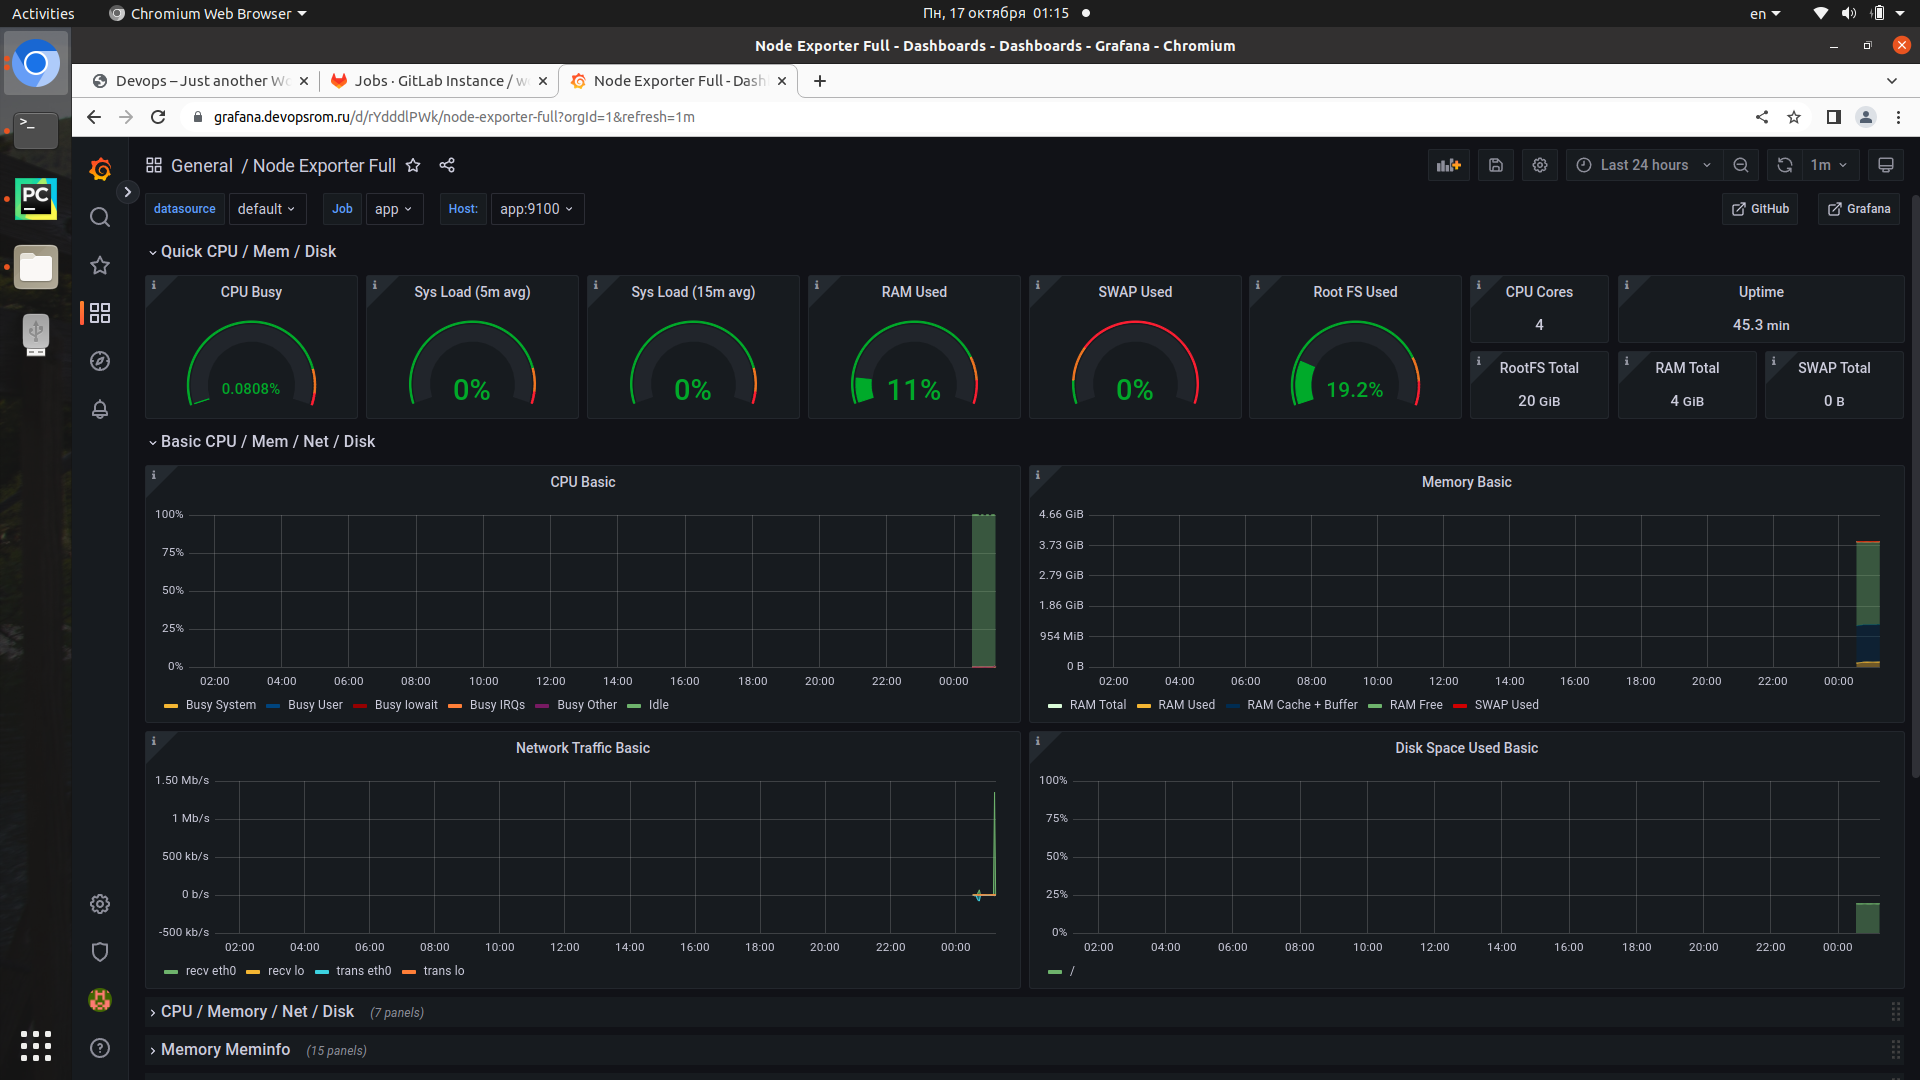 Activities Chromium Web Browser Пн, 17 октября 01:15 en
Node Exporter Full - Dashboards - Dashboards - Grafana - Chromium
Devops – Just another Wo Jobs · GitLab Instance / wo Node Exporter Full - Dash
grafana.devopsrom.ru/d/rYdddlPWk/node-exporter-full?orgId=1&refresh=1m
General / Node Exporter Full Last 24 hours 1m
datasource default Job app Host: app:9100 GitHub Grafana
Quick CPU / Mem / Disk
CPU Busy Sys Load (5m avg) Sys Load (15m avg) RAM Used SWAP Used Root FS Used CPU Cores Uptime
4 45.3 min
RootFS Total RAM Total SWAP Total
0.0808% 0% 0% 11% 0% 19.2% 20 GiB 4 GiB 0 B
Basic CPU / Mem / Net / Disk
CPU Basic
100%
75%
50%
25%
0%
02:00 04:00 06:00 08:00 10:00 12:00 14:00 16:00 18:00 20:00 22:00 00:00
Busy System Busy User Busy Iowait Busy IRQs Busy Other Idle
Memory Basic
4.66 GiB
3.73 GiB
2.79 GiB
1.86 GiB
954 MiB
0 B
02:00 04:00 06:00 08:00 10:00 12:00 14:00 16:00 18:00 20:00 22:00 00:00
RAM Total RAM Used RAM Cache + Buffer RAM Free SWAP Used
Network Traffic Basic
1.50 Mb/s
1 Mb/s
500 kb/s
0 b/s
-500 kb/s
02:00 04:00 06:00 08:00 10:00 12:00 14:00 16:00 18:00 20:00 22:00 00:00
recv eth0 recv lo trans eth0 trans lo
Disk Space Used Basic
100%
75%
50%
25%
0%
02:00 04:00 06:00 08:00 10:00 12:00 14:00 16:00 18:00 20:00 22:00 00:00
/
CPU / Memory / Net / Disk (7 panels)
Memory Meminfo (15 panels)
PC